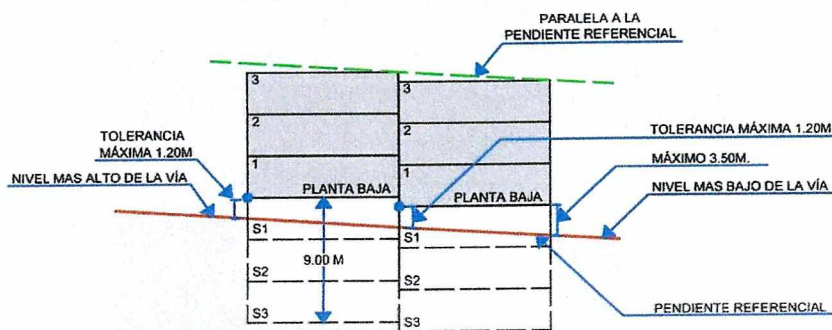 PARALELA A LA
PENDIENTE REFERENCIAL
3
3
2
2
TOLERANCIA
MÁXIMA 1.20M
TOLERANCIA MÁXIMA 1.20M
1
1
MÁXIMO 3.50M.
NIVEL MAS ALTO DE LA VÍA
PLANTA BAJA
PLANTA BAJA
NIVEL MAS BAJO DE LA VÍA
S1
S1
9.00 M
S2
S2
PENDIENTE REFERENCIAL
S3
S3